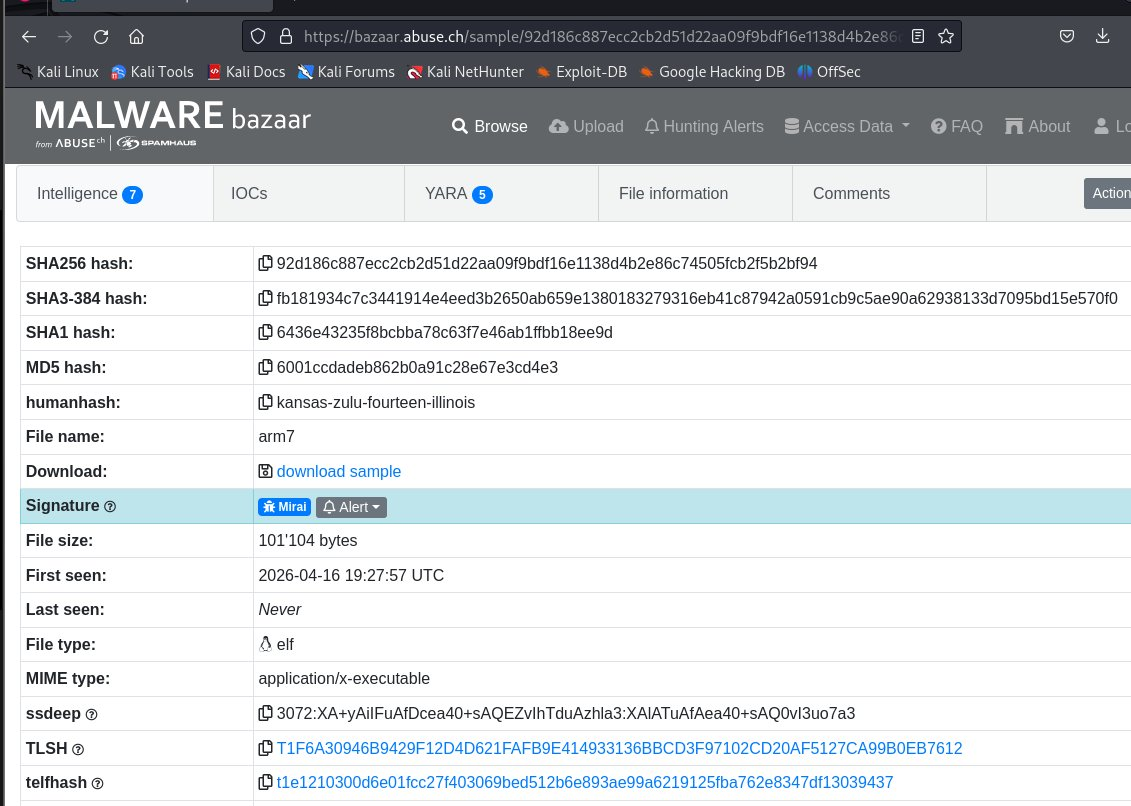 https://bazaar.abuse.ch/sample/92d186c887ecc2cb2d51d22aa09f9bdf16e1138d4b2e86c
Kali Linux Kali Tools Kali Docs Kali Forums Kali NetHunter Exploit-DB Google Hacking DB OffSec
MALWARE bazaar
from ABUSE ch | SPAMHAUS
Browse Upload Hunting Alerts Access Data FAQ About Lo
Intelligence 7 IOCs YARA 5 File information Comments Action
SHA256 hash: 92d186c887ecc2cb2d51d22aa09f9bdf16e1138d4b2e86c74505fcb2f5b2bf94
SHA3-384 hash: fb181934c7c3441914e4eed3b2650ab659e1380183279316eb41c87942a0591cb9c5ae90a62938133d7095bd15e570f0
SHA1 hash: 6436e43235f8bcbba78c63f7e46ab1ffbb18ee9d
MD5 hash: 6001ccdadeb862b0a91c28e67e3cd4e3
humanhash: kansas-zulu-fourteen-illinois
File name: arm7
Download: download sample
Signature Mirai Alert
File size: 101'104 bytes
First seen: 2026-04-16 19:27:57 UTC
Last seen: Never
File type: elf
MIME type: application/x-executable
ssdeep 3072:XA+yAiIFuAfDcea40+sAQEZvIhTduAzhla3:XAlATuAfAea40+sAQ0vI3uo7a3
TLSH T1F6A30946B9429F12D4D621FAFB9E414933136BBCD3F97102CD20AF5127CA99B0EB7612
telfhash t1e1210300d6e01fcc27f403069bed512b6e893ae99a6219125fba762e8347df13039437